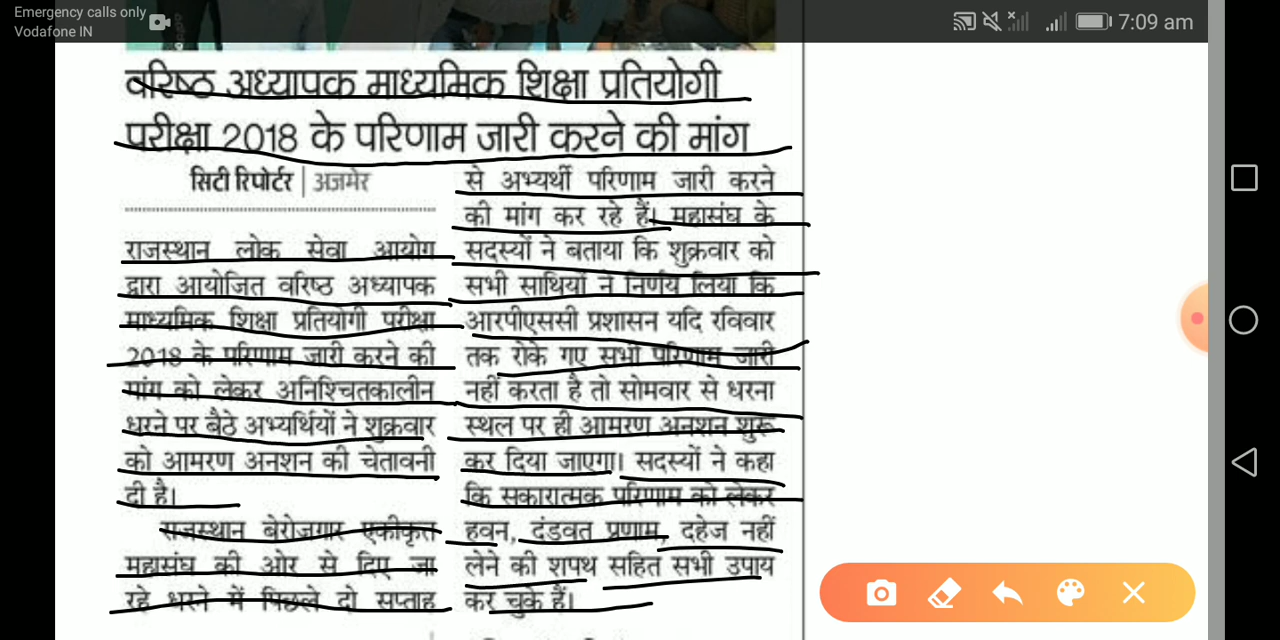 Emergency calls only
Vodafone IN
7:09 am
वरिष्ठ अध्यापक माध्यमिक शिक्षा प्रतियोगी
परीक्षा 2018 के परिणाम जारी करने की मांग
सिटी रिपोर्टर | अजमेर
राजस्थान लोक सेवा आयोग
द्वारा आयोजित वरिष्ठ अध्यापक
माध्यमिक शिक्षा प्रतियोगी परीक्षा
2018 के परिणाम जारी करने की
मांग को लेकर अनिश्चितकालीन
धरने पर बैठे अभ्यर्थियों ने शुक्रवार
को आमरण अनशन की चेतावनी
दी है।
राजस्थान बेरोजगार एकीकृत
महासंघ की ओर से दिए जा
रहे धरने में पिछले दो सप्ताह
से अभ्यर्थी परिणाम जारी करने
की मांग कर रहे हैं। महासंघ के
सदस्यों ने बताया कि शुक्रवार को
सभी साथियों ने निर्णय लिया कि
आरपीएससी प्रशासन यदि रविवार
तक रोके गए सभी परिणाम जारी
नहीं करता है तो सोमवार से धरना
स्थल पर ही आमरण अनशन शुरू
कर दिया जाएगा। सदस्यों ने कहा
कि सकारात्मक परिणाम को लेकर
हवन, दंडवत प्रणाम, दहेज नहीं
लेने की शपथ सहित सभी उपाय
कर चुके हैं।